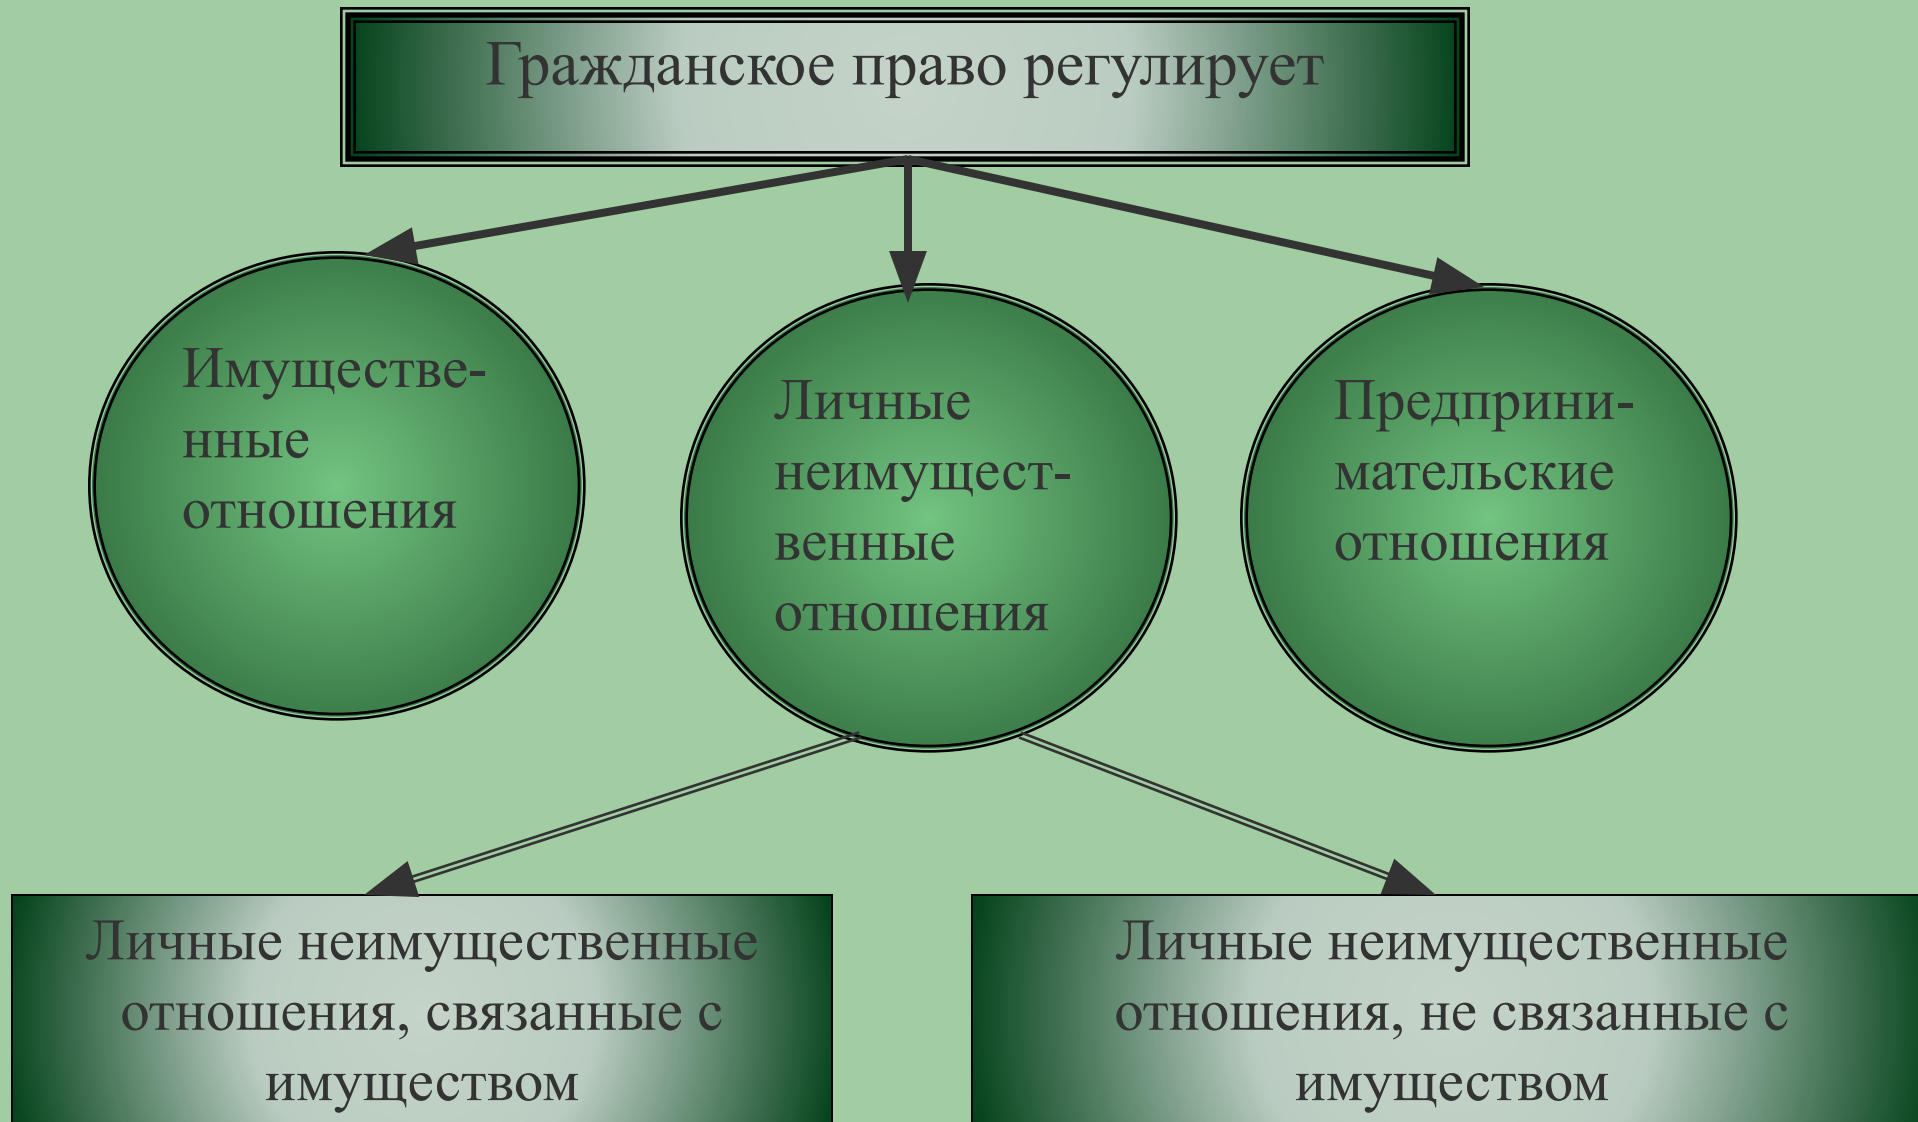 Гражданское право регулирует
Имуществе-
нные
отношения
Личные
неимущест-
венные
отношения
Предприни-
мательские
отношения
Личные неимущественные
отношения, связанные с
имуществом
Личные неимущественные
отношения, не связанные с
имуществом